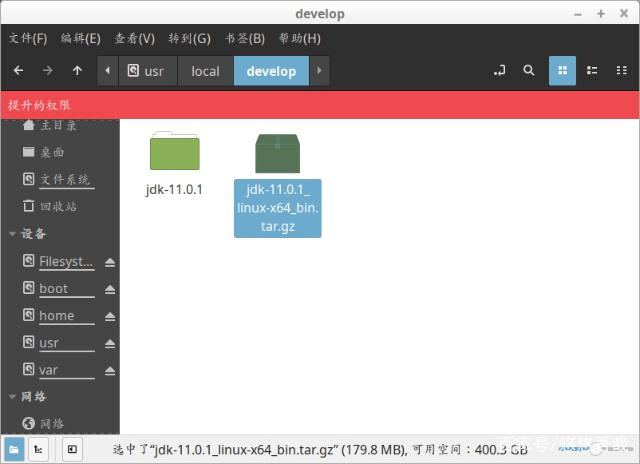 develop
文件(F) 编辑(E) 查看(V) 转到(G) 书签(B) 帮助(H)
usr local develop
提升的权限
主目录
桌面
文件系统
回收站
设备
Filesyst...
boot
home
usr
var
网络
网络
jdk-11.0.1
jdk-11.0.1_
linux-x64_bin.
tar.gz
选中了“jdk-11.0.1_linux-x64_bin.tar.gz” (179.8 MB), 可用空间：400.3 GB